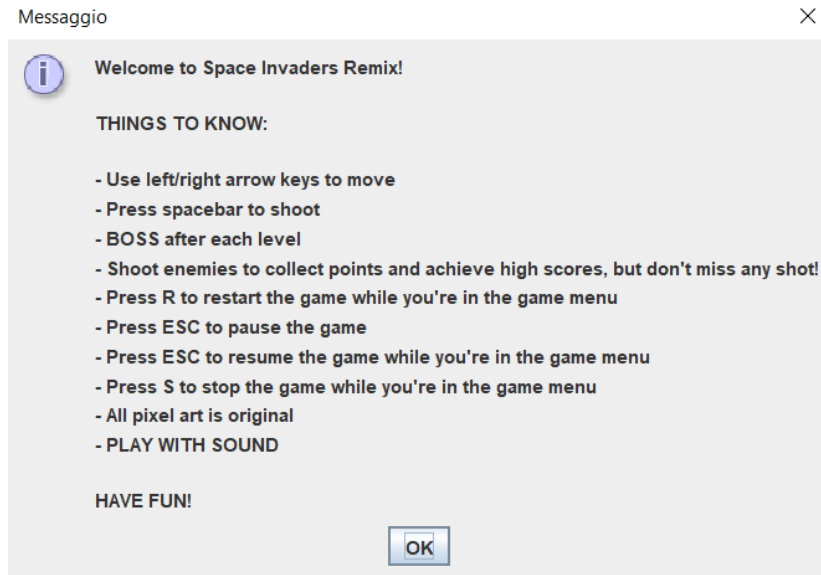 Messaggio
Welcome to Space Invaders Remix!
THINGS TO KNOW:
- Use left/right arrow keys to move
- Press spacebar to shoot
- BOSS after each level
- Shoot enemies to collect points and achieve high scores, but don't miss any shot!
- Press R to restart the game while you're in the game menu
- Press ESC to pause the game
- Press ESC to resume the game while you're in the game menu
- Press S to stop the game while you're in the game menu
- All pixel art is original
- PLAY WITH SOUND
HAVE FUN!
OK